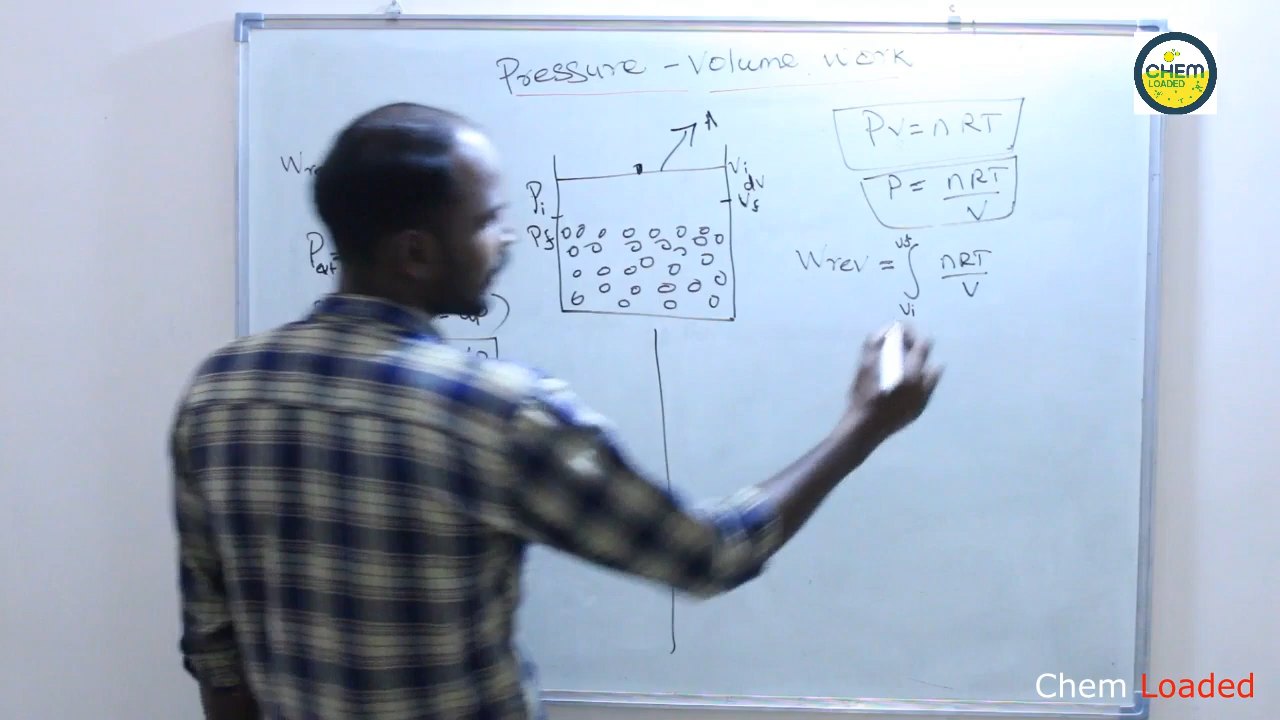 Pressure - Volume Work
CHEM
LOADED
A
PV = nRT
Vi
dv
Vf
Pi
Pf
P = nRT/V
Wrev = ∫ nRT/V
Vf
Vi
Pext
Chem Loaded